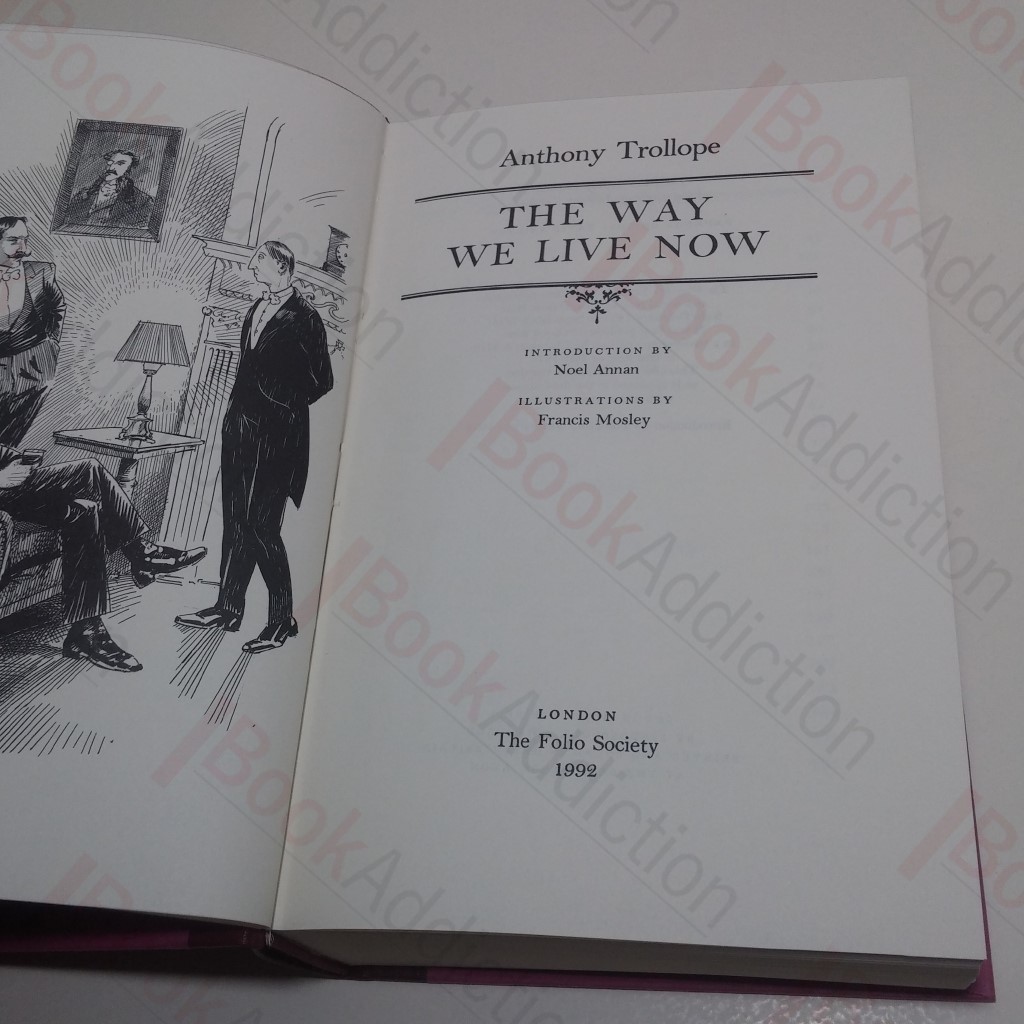 Anthony Trollope
THE WAY
WE LIVE NOW
INTRODUCTION BY
Noel Annan
ILLUSTRATIONS BY
Francis Mosley
LONDON
The Folio Society
1992
BookAddiction